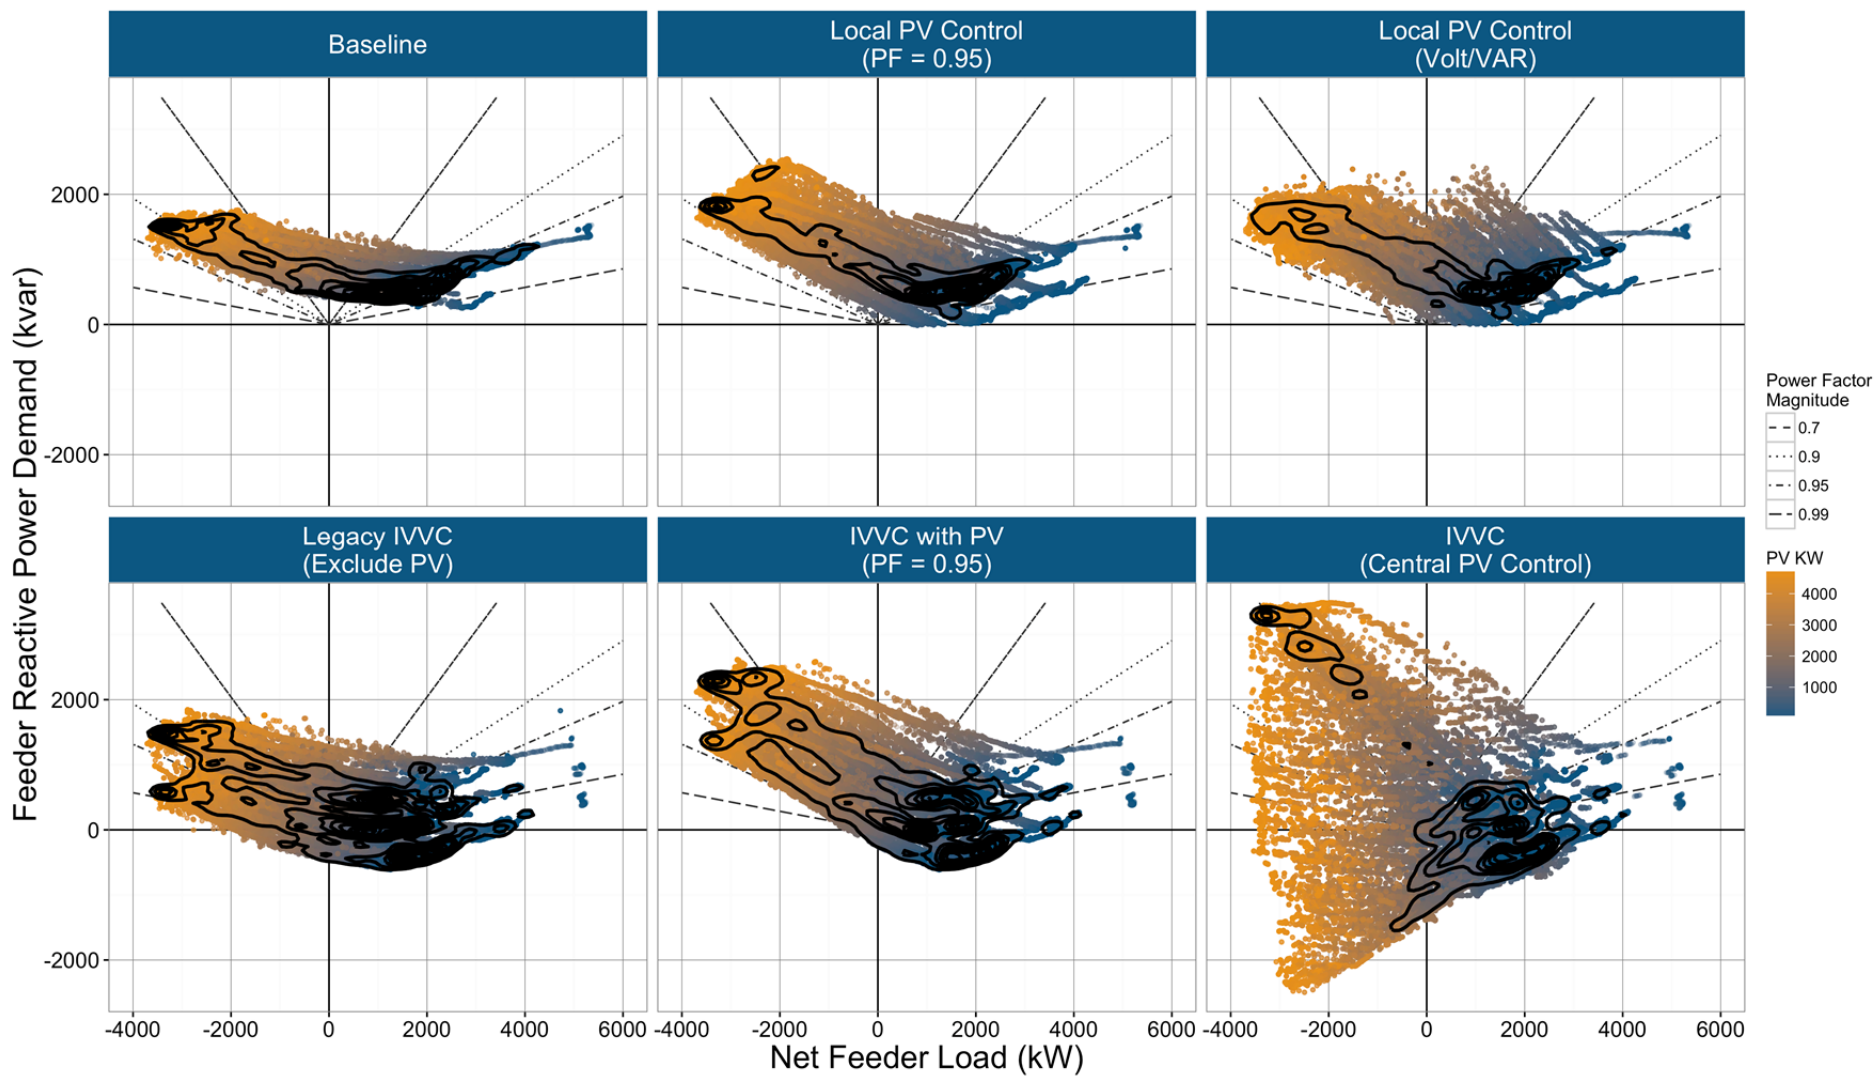 Baseline
Local PV Control
(PF = 0.95)
Local PV Control
(Volt/VAR)
2000
0
-2000
Feeder Reactive Power Demand (kvar)
Legacy IVVC
(Exclude PV)
IVVC with PV
(PF = 0.95)
IVVC
(Central PV Control)
2000
0
-2000
-4000 -2000 0 2000 4000 6000
-4000 -2000 0 2000 4000 6000
-4000 -2000 0 2000 4000 6000
Net Feeder Load (kW)
Power Factor
Magnitude
0.7
0.9
0.95
0.99
PV KW
4000
3000
2000
1000